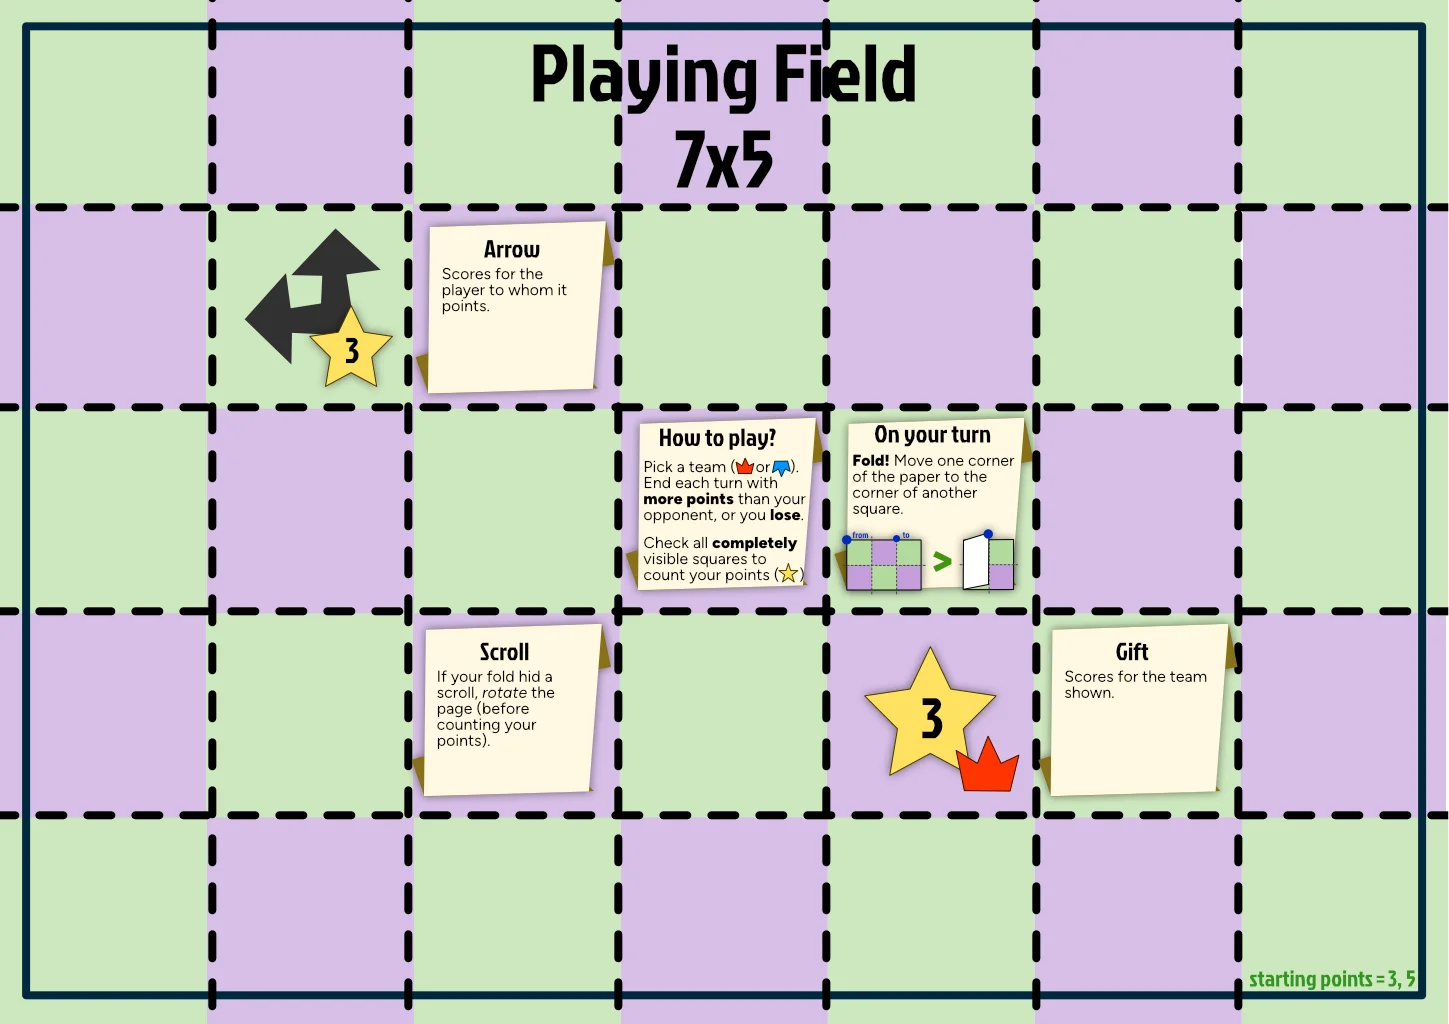 Playing Field
7x5
3
Arrow
Scores for the
player to whom it
points.
How to play?
Pick a team ( or ).
End each turn with
more points than your
opponent, or you lose.
Check all completely
visible squares to
count your points ( )
On your turn
Fold! Move one corner
of the paper to the
corner of another
square.
from
to
>
Scroll
If your fold hid a
scroll, rotate the
page (before
counting your
points).
3
Gift
Scores for the team
shown.
starting points = 3, 5